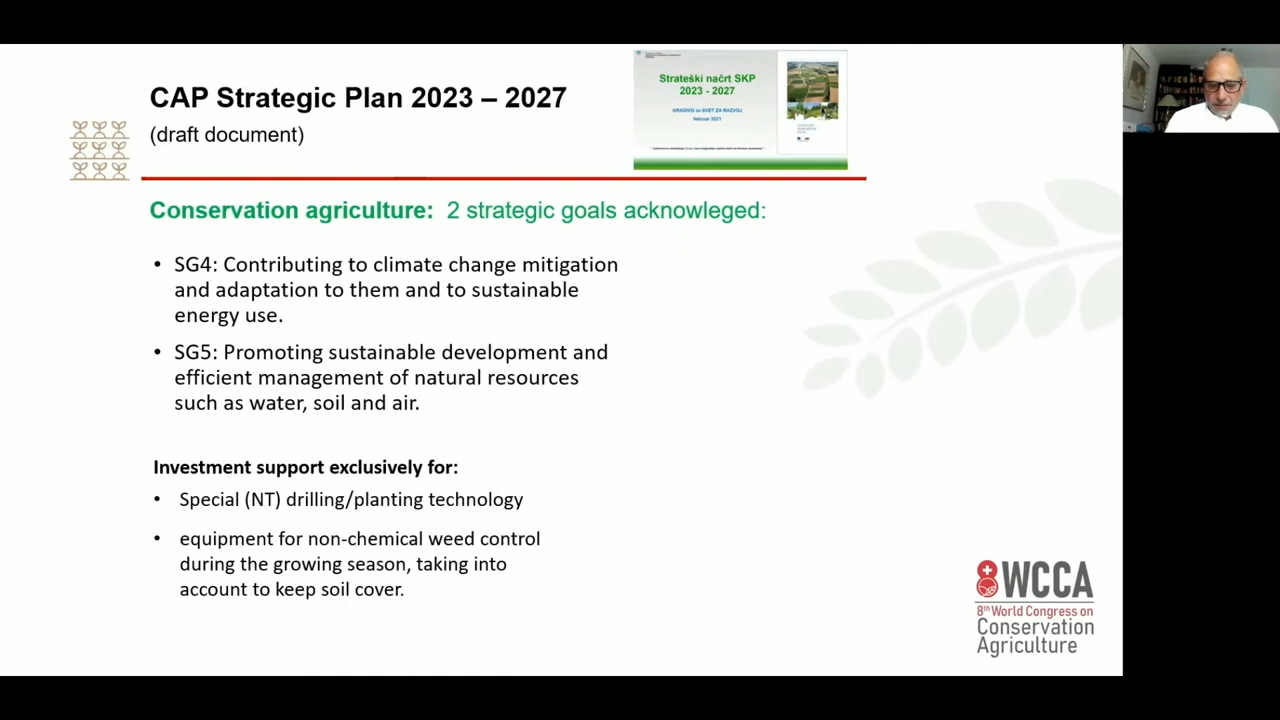 CAP Strategic Plan 2023 – 2027
(draft document)
Strateški načrt SKP
2023 - 2027
GRADIVO za SVET ZA RAZVOJ
februar 2021
Conservation agriculture: 2 strategic goals acknowleged:
• SG4: Contributing to climate change mitigation
and adaptation to them and to sustainable
energy use.
• SG5: Promoting sustainable development and
efficient management of natural resources
such as water, soil and air.
Investment support exclusively for:
• Special (NT) drilling/planting technology
• equipment for non-chemical weed control
during the growing season, taking into
account to keep soil cover.
8WCCA
8th World Congress on
Conservation
Agriculture